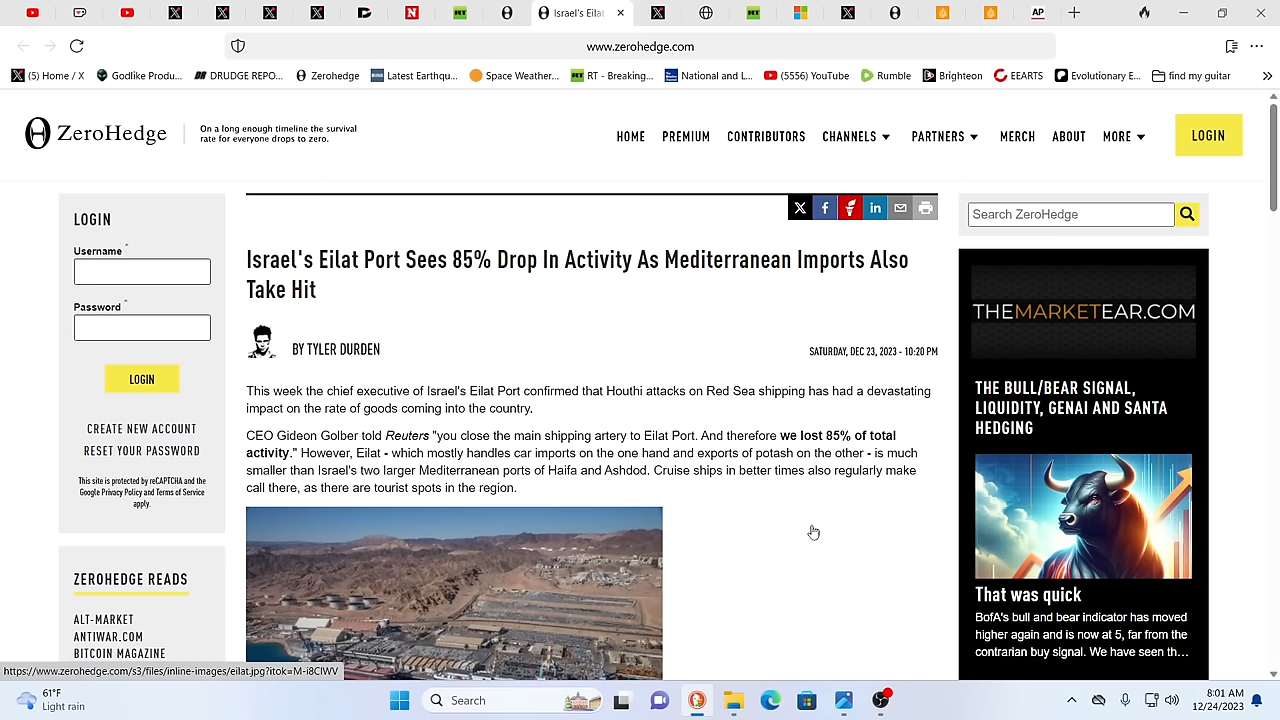 N
RT
Israel's Eilat
RT
AP
www.zerohedge.com
(5) Home / X
Godlike Produ...
DRUDGE REPO...
Zerohedge
Latest Earthqu...
Space Weather...
RT - Breaking...
National and L...
(5556) YouTube
Rumble
Brighteon
EEARTS
Evolutionary E...
find my guitar
ZeroHedge
On a long enough timeline the survival
rate for everyone drops to zero.
HOME
PREMIUM
CONTRIBUTORS
CHANNELS
PARTNERS
MERCH
ABOUT
MORE
LOGIN
LOGIN
Username *
Password *
LOGIN
CREATE NEW ACCOUNT
RESET YOUR PASSWORD
This site is protected by reCAPTCHA and the
Google Privacy Policy and Terms of Service
apply.
ZEROHEDGE READS
ALT-MARKET
ANTIWAR.COM
BITCOIN MAGAZINE
Israel's Eilat Port Sees 85% Drop In Activity As Mediterranean Imports Also
Take Hit
BY TYLER DURDEN
SATURDAY, DEC 23, 2023 - 10:20 PM
This week the chief executive of Israel's Eilat Port confirmed that Houthi attacks on Red Sea shipping has had a devastating
impact on the rate of goods coming into the country.
CEO Gideon Golber told Reuters "you close the main shipping artery to Eilat Port. And therefore we lost 85% of total
activity." However, Eilat - which mostly handles car imports on the one hand and exports of potash on the other - is much
smaller than Israel's two larger Mediterranean ports of Haifa and Ashdod. Cruise ships in better times also regularly make
call there, as there are tourist spots in the region.
Search ZeroHedge
THEMARKETEAR.COM
THE BULL/BEAR SIGNAL,
LIQUIDITY, GENAI AND SANTA
HEDGING
That was quick
BofA's bull and bear indicator has moved
higher again and is now at 5, far from the
contrarian buy signal. We have seen th...
https://www.zerohedge.com/s3/files/inline-images/eilat.jpg?itok=M-i8CIWV
61°F
Light rain
Search
8:01 AM
12/24/2023